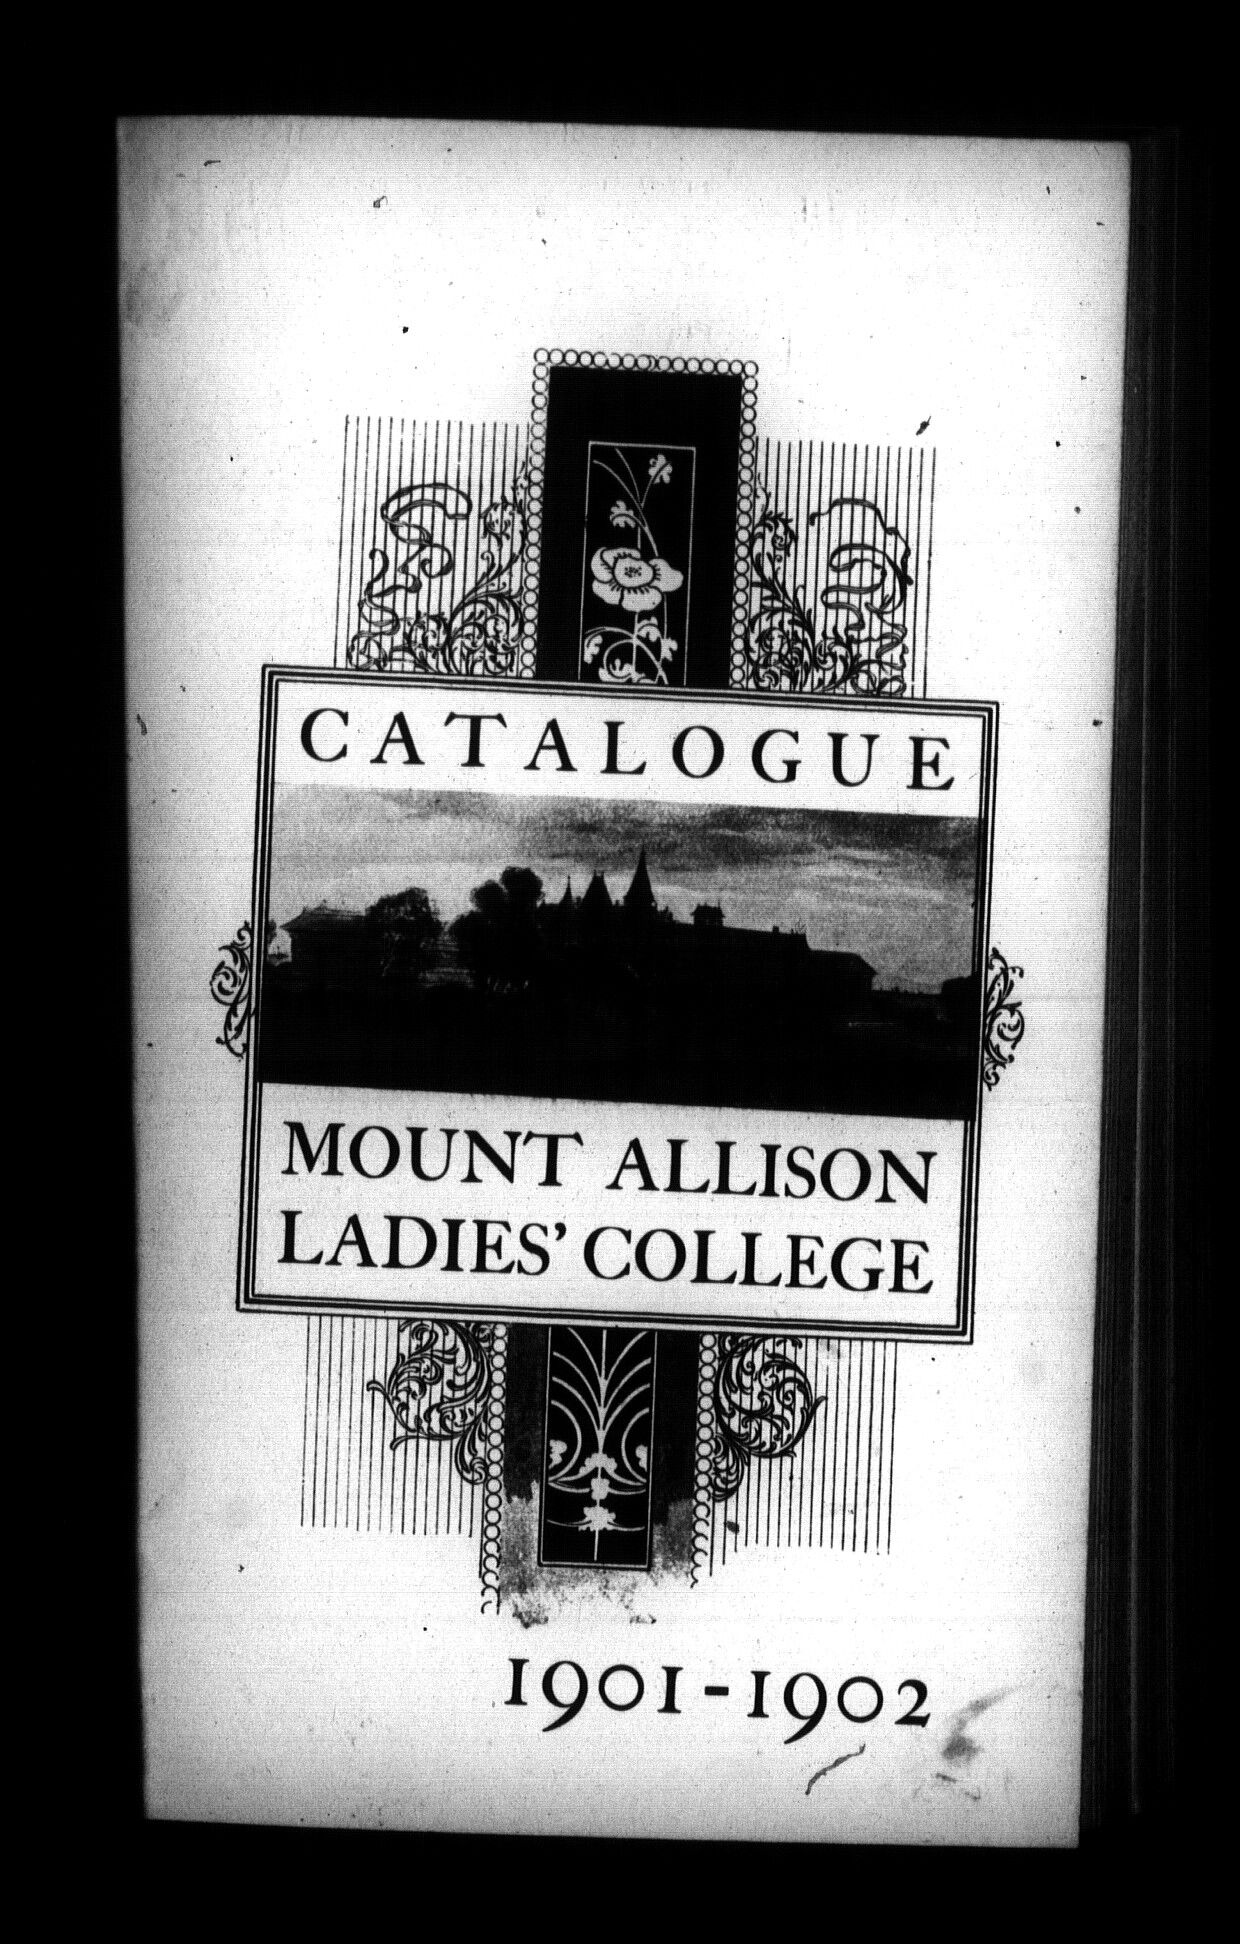 CATALOGUE
MOUNT ALLISON
LADIES' COLLEGE
1901-1902